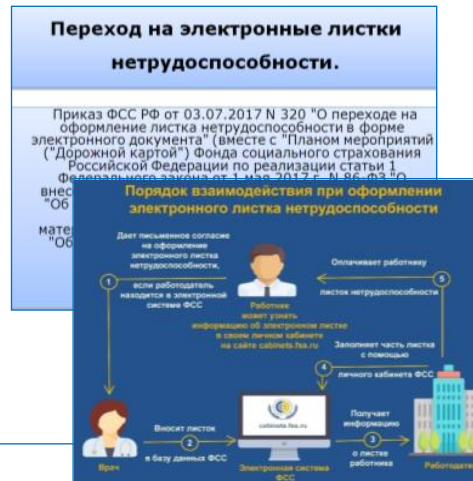 Переход на электронные листки
нетрудоспособности.
Приказ ФСС РФ от 03.07.2017 N 320 "О переходе на
оформление листка нетрудоспособности в форме
электронного документа" (вместе с "Планом мероприятий
("Дорожной картой") Фонда социального страхования
Российской Федерации по реализации статьи 1
Федерального закона от 1 мая 2017 г. N 86-ФЗ "О
внес
"Об
мате
"Об
Порядок взаимодействия при оформлении
электронного листка нетрудоспособности
Дает письменное согласие
на оформление
электронного листка
нетрудоспособности,
если работодатель
находится в электронной
системе ФСС
1
Работник
может узнать
информацию об электронном листке
в своем личном кабинете
на сайте cabinets.fss.ru
Оплачивает работнику
5
листок нетрудоспособности
Заполняет часть листка
с помощью
4
личного кабинета ФСС
Вносит листок
2
в базу данных ФСС
cabinets.fss.ru
Получает
информацию
3
о листке
работника
Врач
Электронная система
ФСС
Работодате